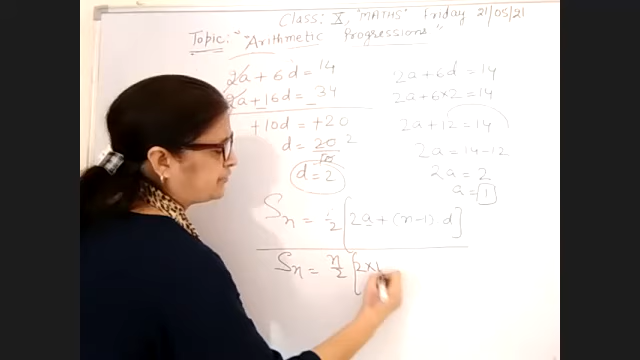 Class: X, "MATHS" Friday 21/05/21
Topic: "Arithmetic Progressions"
2a + 6d = 14
2a + 16d = 34
+10d = +20
d = 20/10 2
d = 2
2a + 6d = 14
2a + 6×2 = 14
2a + 12 = 14
2a = 14 - 12
2a = 2
a = 1
Sn = [2a + (n-1) d]
Sn = n/2 [2×1